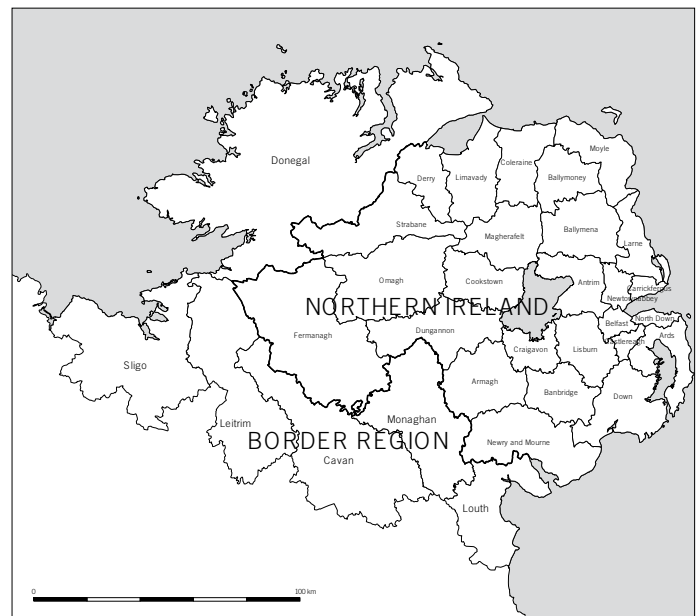 Moyle
Donegal
Coleraine
Derry
Limavady
Ballymoney
Strabane
Ballymena
Magherafelt
Larne
Omagh
Cookstown
Antrim
Carrickfergus
Newtownabbey
NORTHERN IRELAND
North Down
Belfast
Dungannon
Fermanagh
Ards
Castlereagh
Craigavon
Lisburn
Sligo
Armagh
Banbridge
Down
Monaghan
Leitrim
BORDER REGION
Newry and Mourne
Cavan
Louth
0 100 km